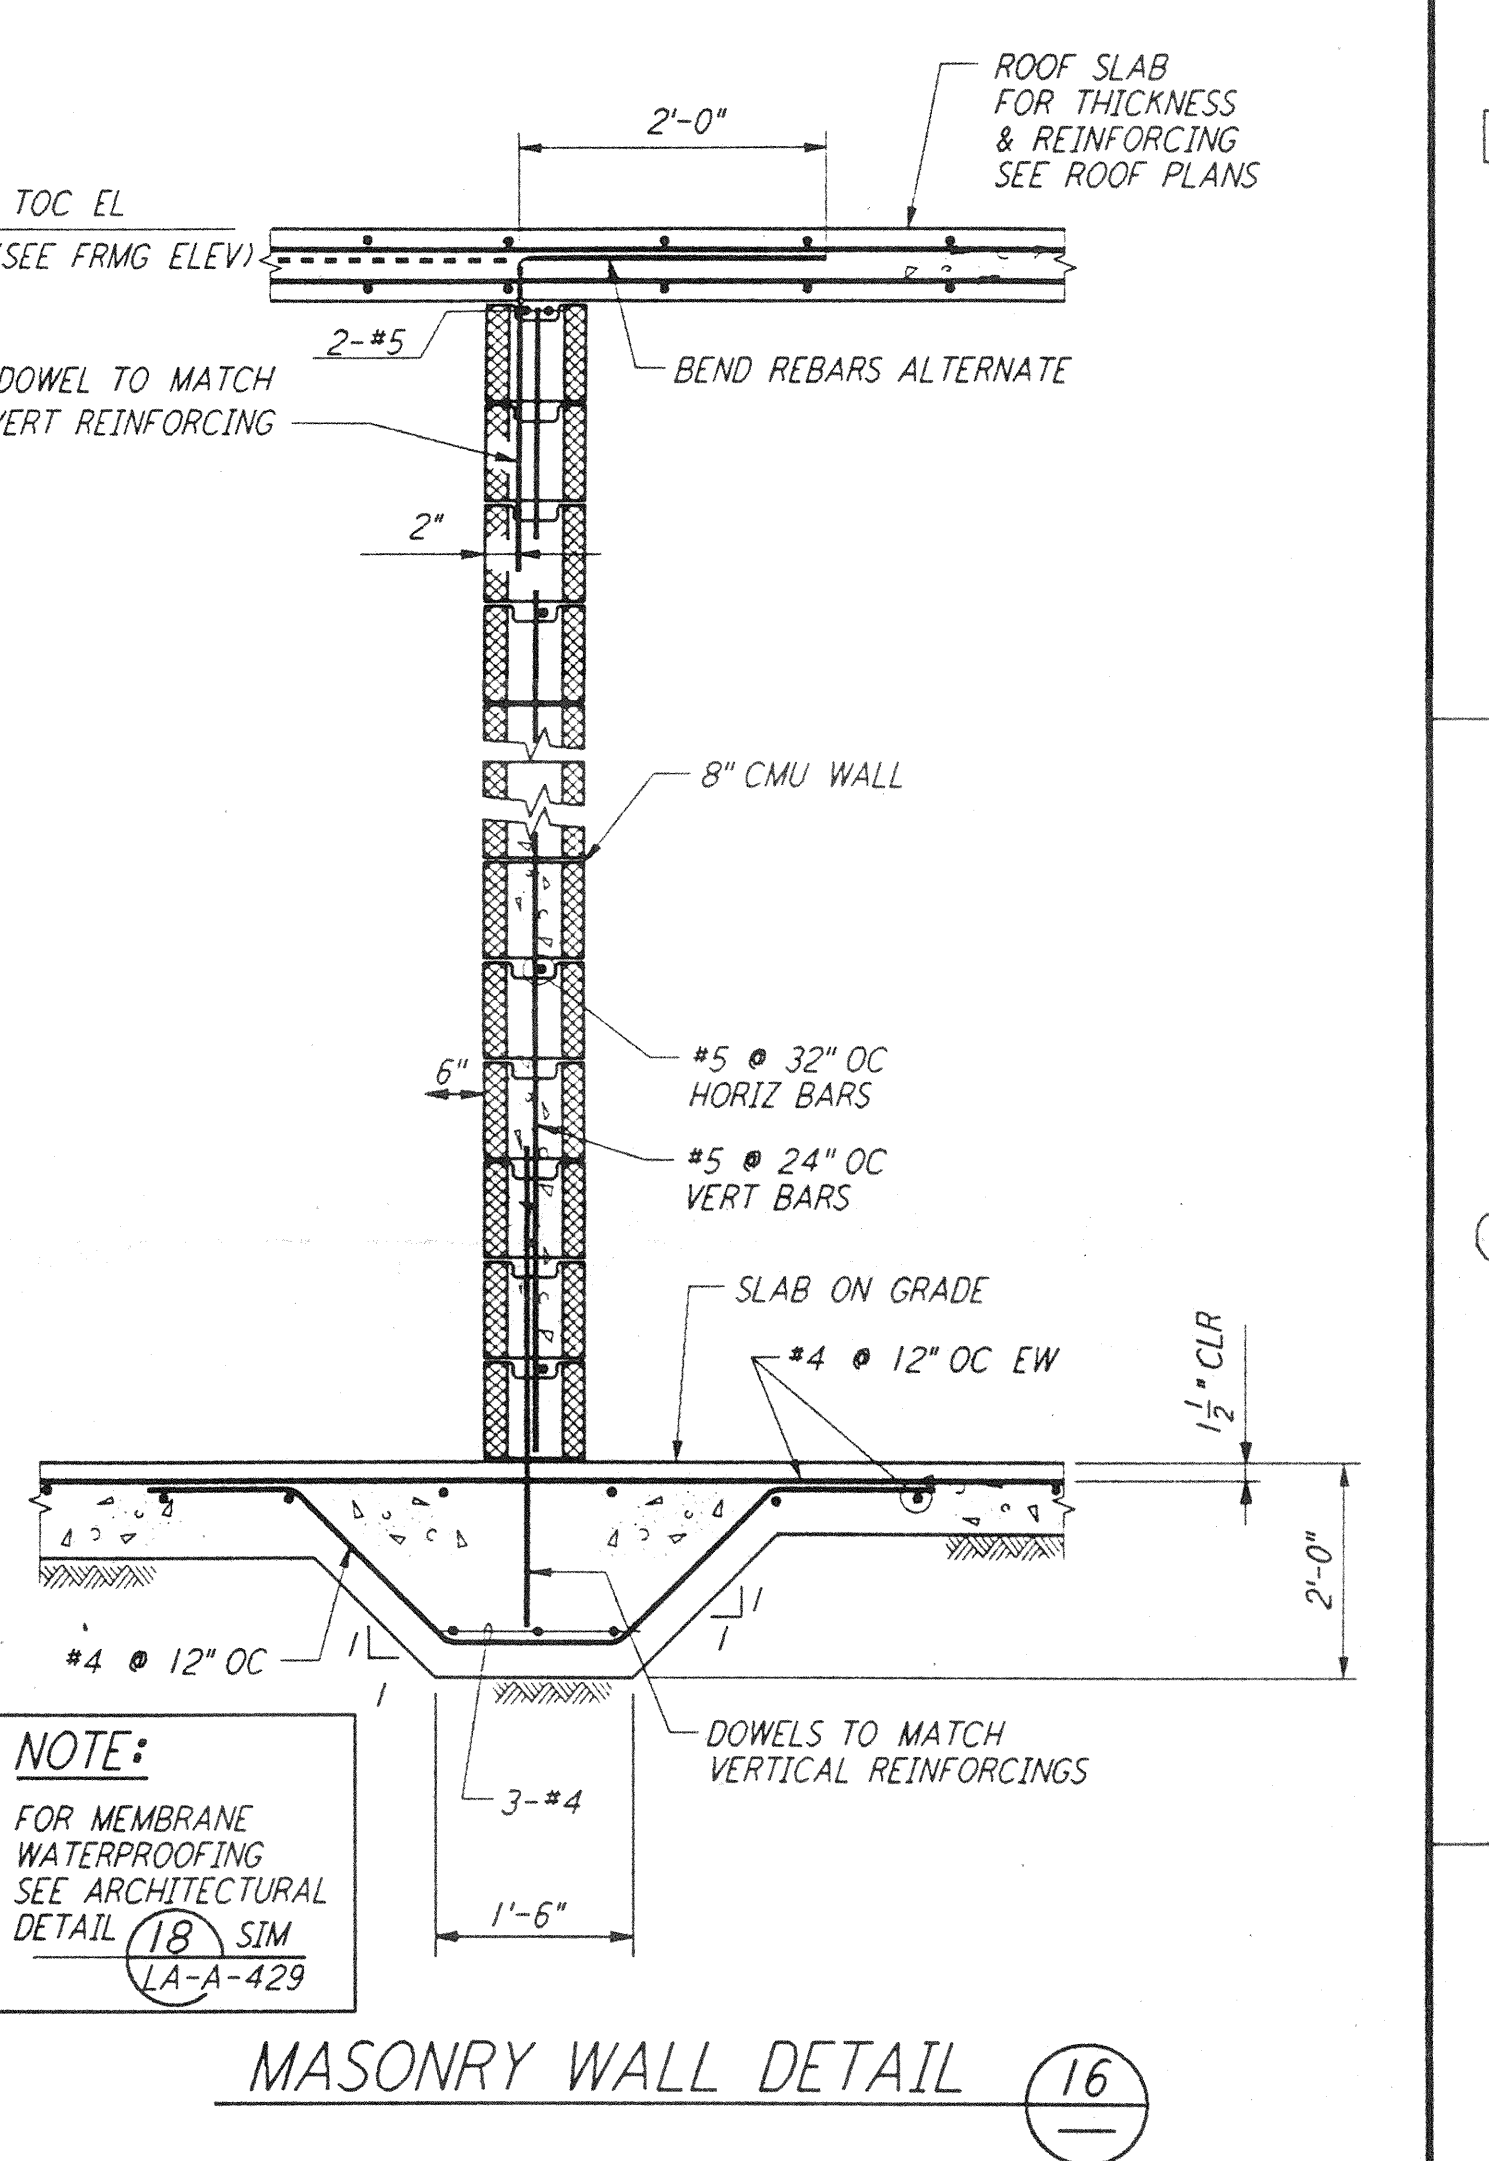 ROOF SLAB
FOR THICKNESS
& REINFORCING
SEE ROOF PLANS
2'-0"
TOC EL
(SEE FRMG ELEV)
2-#5
BEND REBARS ALTERNATE
DOWEL TO MATCH
VERT REINFORCING
2"
8" CMU WALL
#5 @ 32" OC
HORIZ BARS
6"
#5 @ 24" OC
VERT BARS
SLAB ON GRADE
#4 @ 12" OC EW
1 1/2" CLR
2'-0"
#4 @ 12" OC
1
1
1
1
DOWELS TO MATCH
VERTICAL REINFORCINGS
3-#4
1'-6"
NOTE:
FOR MEMBRANE
WATERPROOFING
SEE ARCHITECTURAL
DETAIL 18 SIM
LA-A-429
MASONRY WALL DETAIL 16